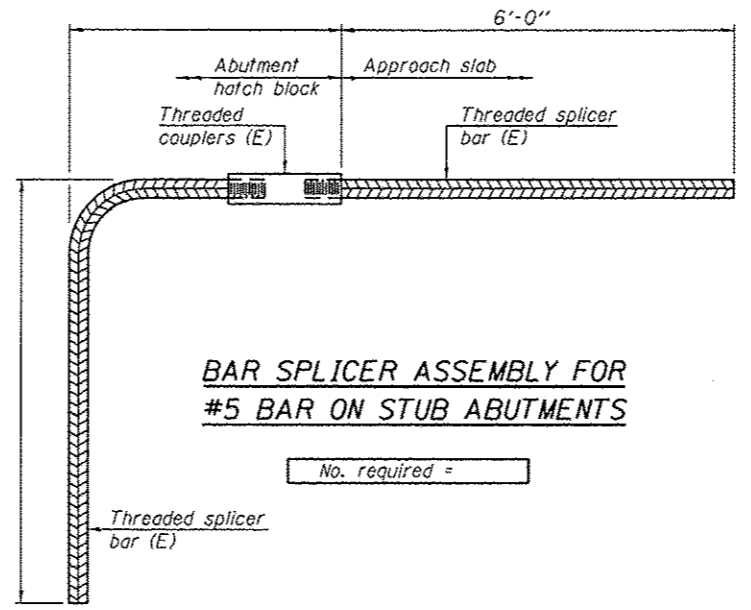 6'-0"
Abutment
hatch block
Approach slab
Threaded
couplers (E)
Threaded splicer
bar (E)
BAR SPLICER ASSEMBLY FOR
#5 BAR ON STUB ABUTMENTS
No. required =
Threaded splicer
bar (E)